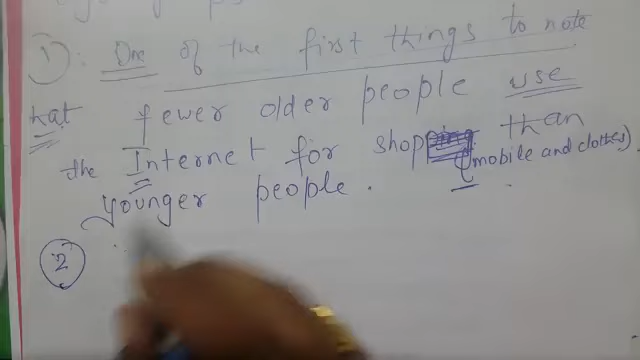 1) : One of the first things to note
hat fewer older people use
the Internet for shop than
(mobile and clothes)
younger people.
2